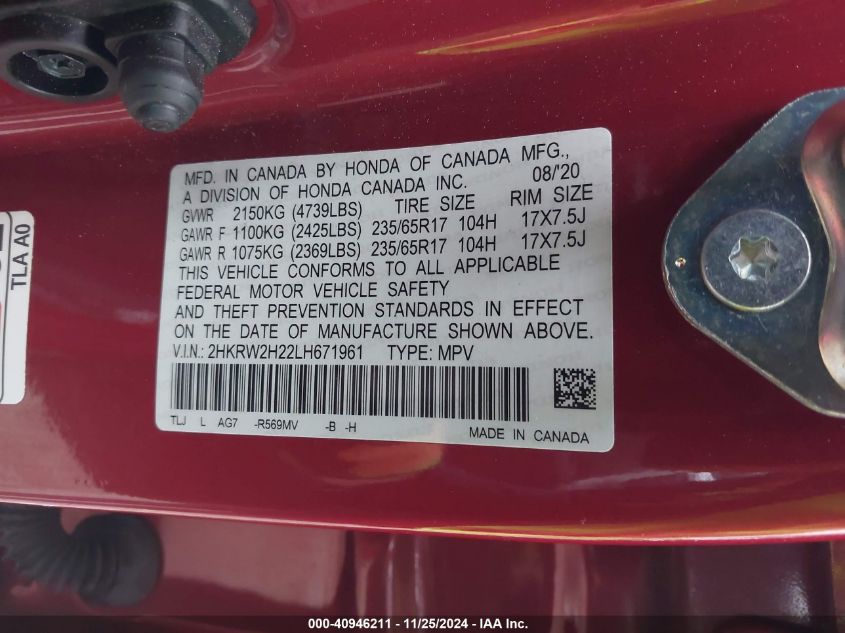 MFD. IN CANADA BY HONDA OF CANADA MFG.,
A DIVISION OF HONDA CANADA INC. 08/'20
GVWR 2150KG (4739LBS) TIRE SIZE RIM SIZE
GAWR F 1100KG (2425LBS) 235/65R17 104H 17X7.5J
GAWR R 1075KG (2369LBS) 235/65R17 104H 17X7.5J
THIS VEHICLE CONFORMS TO ALL APPLICABLE
FEDERAL MOTOR VEHICLE SAFETY
AND THEFT PREVENTION STANDARDS IN EFFECT
ON THE DATE OF MANUFACTURE SHOWN ABOVE.
V.I.N.: 2HKRW2H22LH671961 TYPE: MPV
TLJ L AG7 -R569MV -B -H
MADE IN CANADA
TLA A0
000-40946211 - 11/25/2024 - IAA Inc.